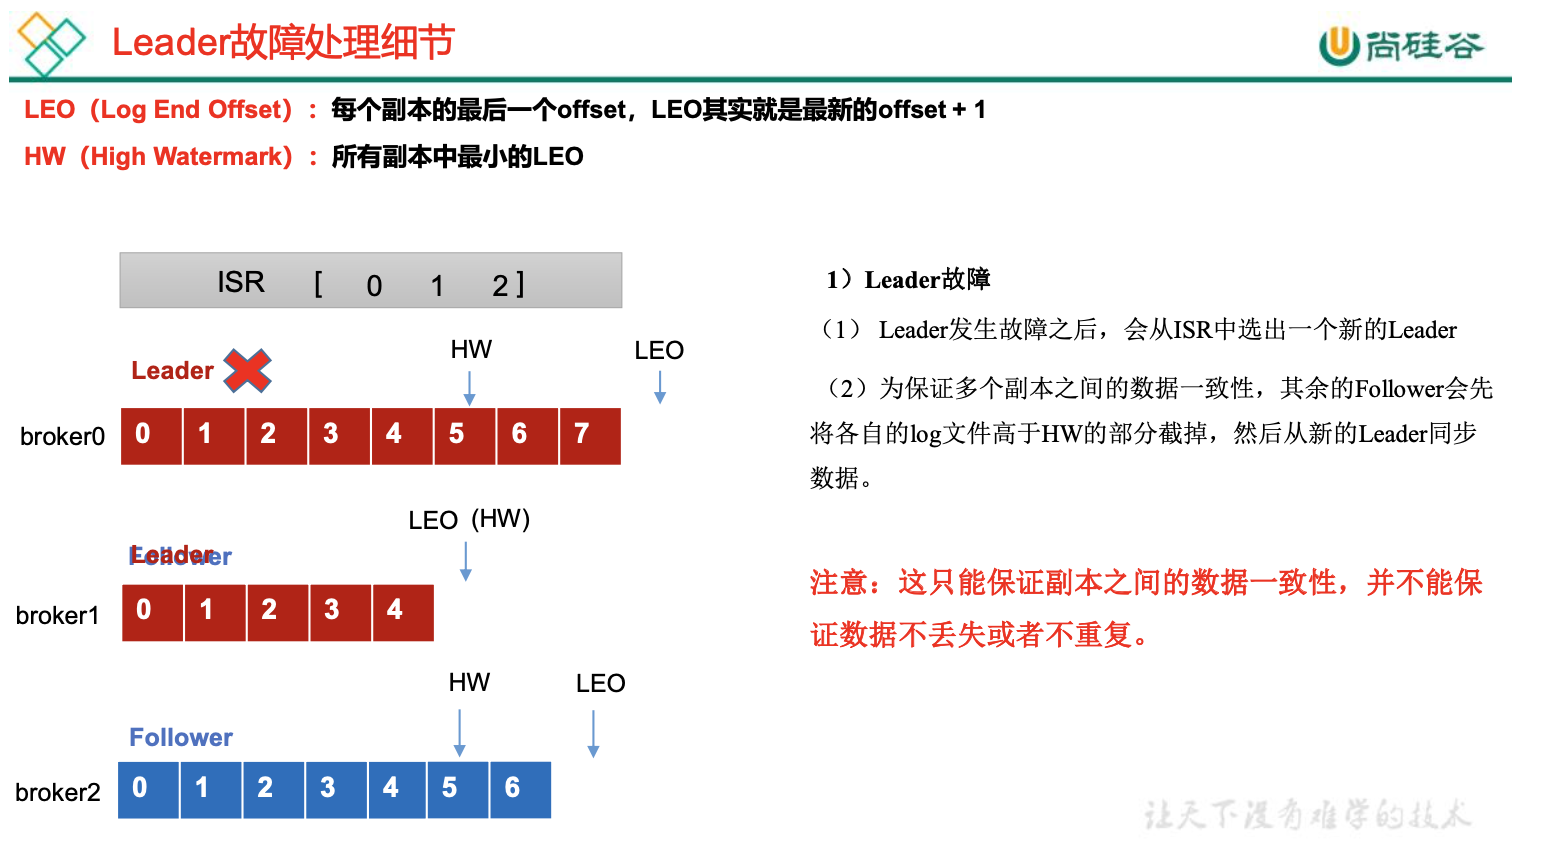 Leader故障处理细节
尚硅谷
LEO（Log End Offset）：每个副本的最后一个offset，LEO其实就是最新的offset + 1
HW（High Watermark）：所有副本中最小的LEO
ISR [ 0 1 2 ]
Leader
HW
LEO
broker0
0 1 2 3 4 5 6 7
LEO（HW）
Follower
Leader
broker1
0 1 2 3 4
HW
LEO
Follower
broker2
0 1 2 3 4 5 6
1）Leader故障
（1） Leader发生故障之后，会从ISR中选出一个新的Leader
（2）为保证多个副本之间的数据一致性，其余的Follower会先
将各自的log文件高于HW的部分截掉，然后从新的Leader同步
数据。
注意：这只能保证副本之间的数据一致性，并不能保
证数据不丢失或者不重复。
让天下没有难学的技术